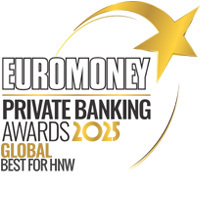 EUROMONEY
PRIVATE BANKING
AWARDS 2025
GLOBAL
BEST FOR HNW